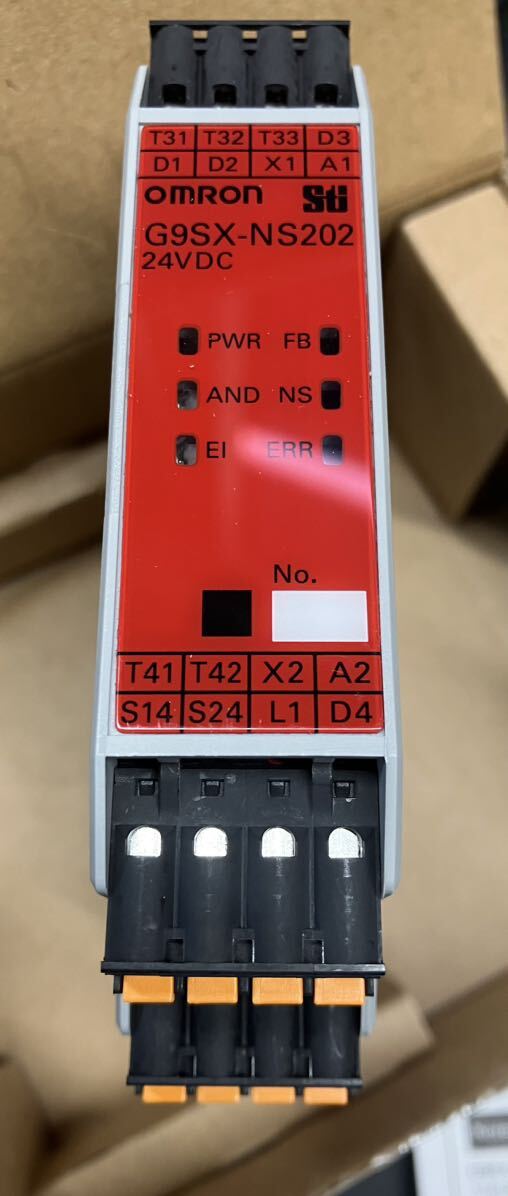 T31 T32 T33 D3
D1 D2 X1 A1
OMRON Sti
G9SX-NS202
24VDC
PWR FB
AND NS
EI ERR
No.
T41 T42 X2 A2
S14 S24 L1 D4